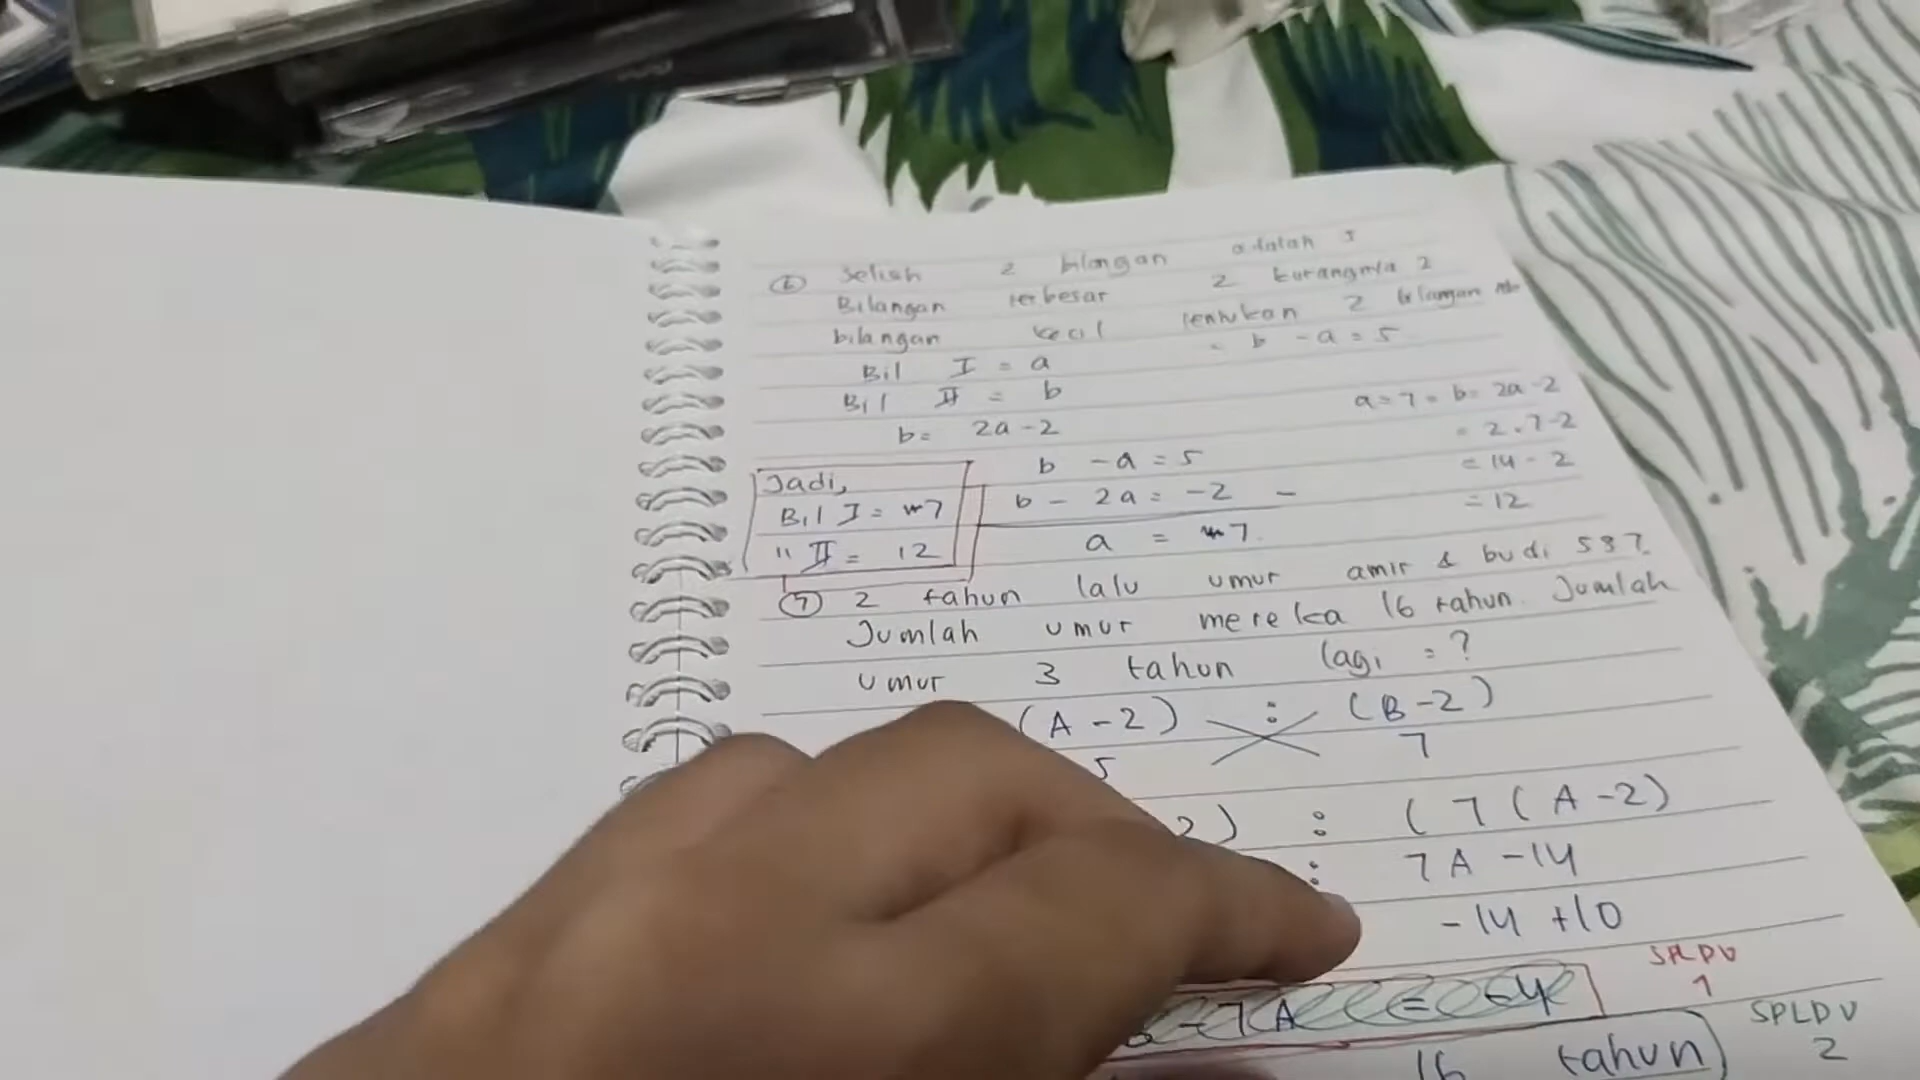 6 Selisih 2 bilangan adalah 5
Bilangan terbesar 2 kurangnya 2
bilangan kecil tentukan 2 bilangan
Bil I = a = b - a = 5
Bil II = b
b = 2a - 2
a = 7 = b = 2a - 2
= 2.7-2
= 14 - 2
= 12
b - a = 5
b - 2a = -2 -
a = 7
Jadi,
Bil I = 7
" II = 12
7 2 tahun lalu umur amir & budi 5&7.
Jumlah umur mereka 16 tahun. Jumlah
umur 3 tahun lagi = ?
(A - 2) : (B - 2)
5 7
2) : ( 7 ( A - 2)
: 7A - 14
-14 + 10
- 7A = -4 SPLDV
1
16 tahun) SPLDV
2